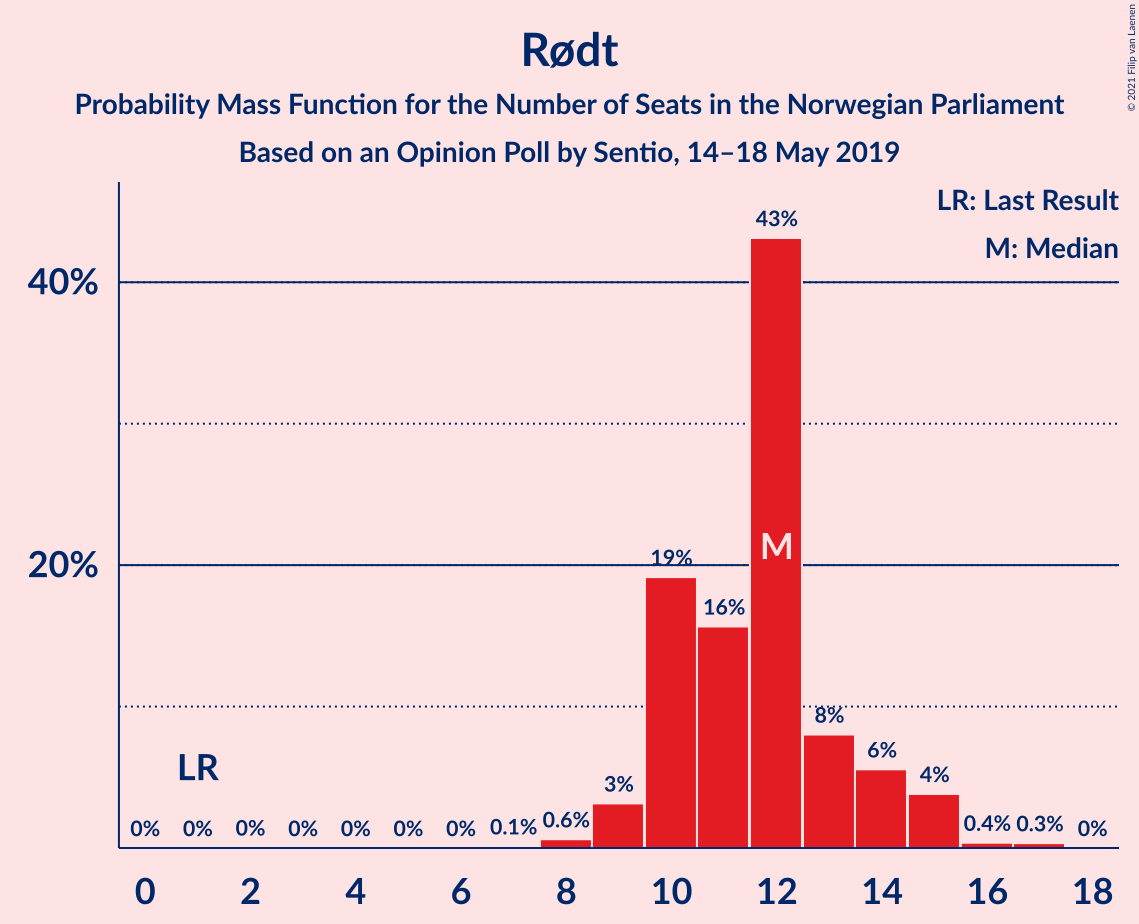 Rødt
Probability Mass Function for the Number of Seats in the Norwegian Parliament
Based on an Opinion Poll by Sentio, 14–18 May 2019
© 2021 Filip van Laenen
LR: Last Result
M: Median
43%
40%
M
19%
20%
16%
8%
6%
LR
4%
3%
0% 0% 0% 0% 0% 0% 0% 0.1% 0.6% 0.4% 0.3% 0%
0 2 4 6 8 10 12 14 16 18